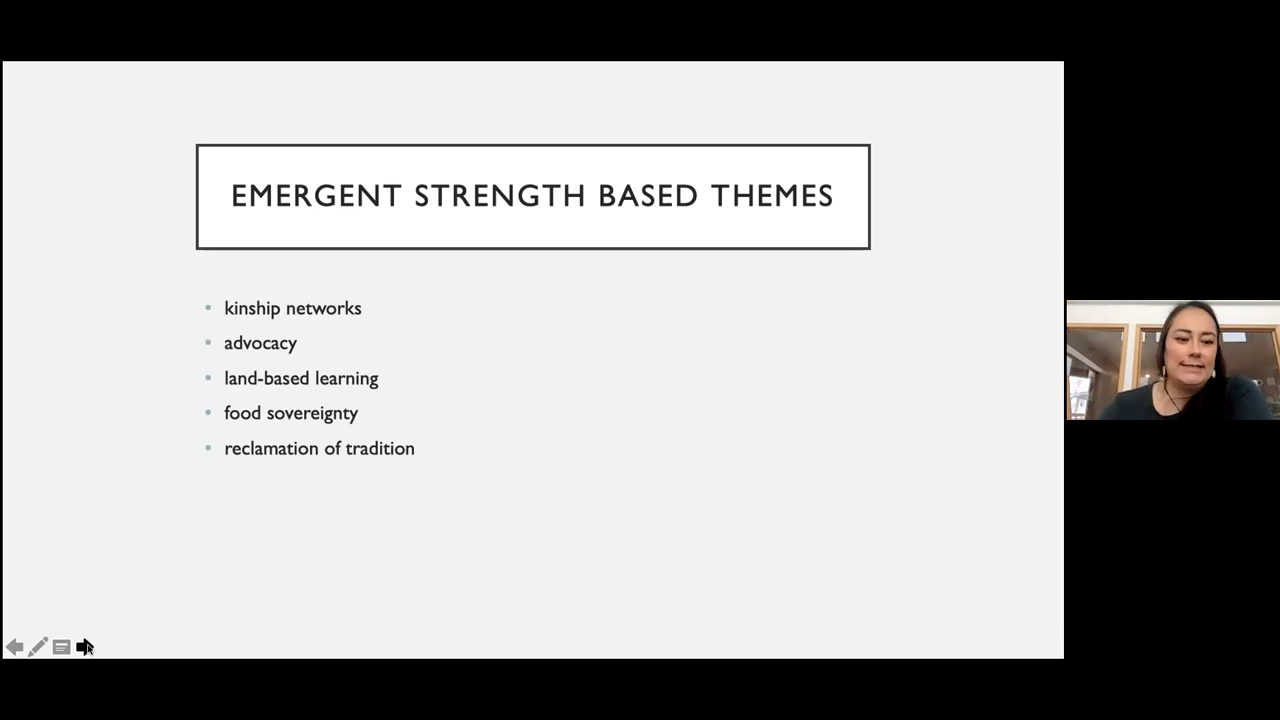 EMERGENT STRENGTH BASED THEMES
• kinship networks
• advocacy
• land-based learning
• food sovereignty
• reclamation of tradition